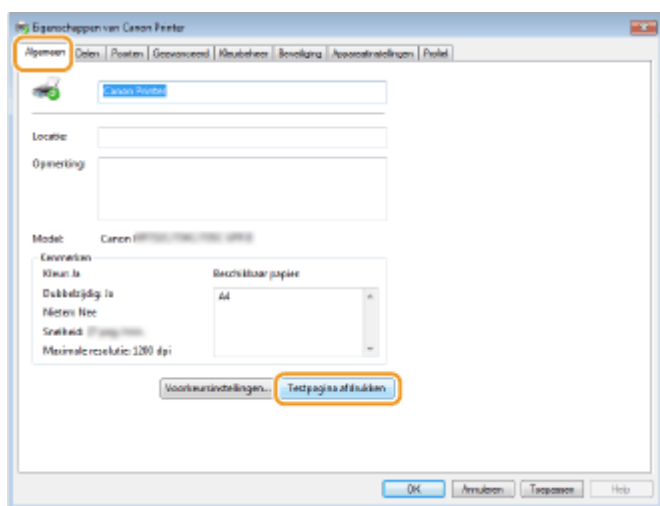 Eigenschappen van Canon Printer
Algemeen Delen Poorten Geavanceerd Kleurbeheer Beveiliging Apparaatinstellingen Profiel
Canon Printer
Locatie:
Opmerking:
Model: Canon
Kenmerken
Kleur: Ja Beschikbaar papier:
Dubbelzijdig: Ja A4
Nieten: Nee
Snelheid:
Maximale resolutie: 1200 dpi
Voorkeursinstellingen... Testpagina afdrukken
OK Annuleren Toepassen Help